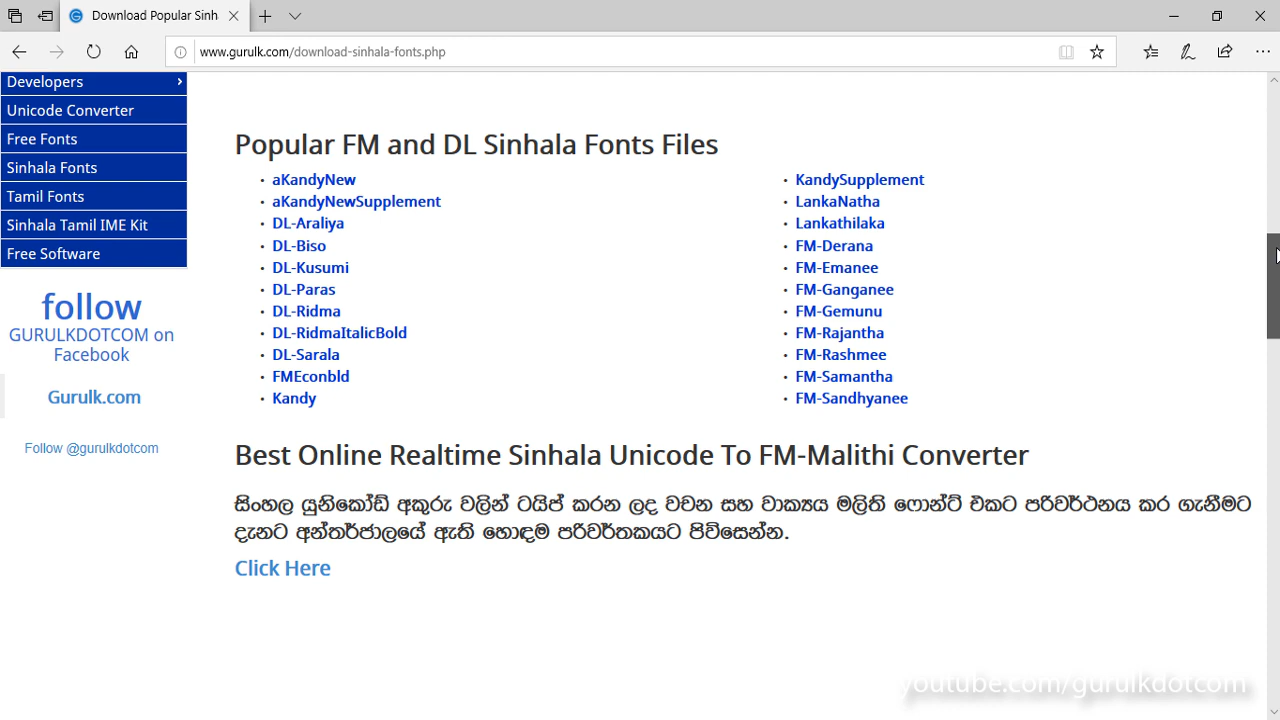 Download Popular Sinh
www.gurulk.com/download-sinhala-fonts.php
Developers
Unicode Converter
Free Fonts
Sinhala Fonts
Tamil Fonts
Sinhala Tamil IME Kit
Free Software
follow
GURULKDOTCOM on
Facebook
Gurulk.com
Follow @gurulkdotcom
Popular FM and DL Sinhala Fonts Files
aKandyNew
aKandyNewSupplement
DL-Araliya
DL-Biso
DL-Kusumi
DL-Paras
DL-Ridma
DL-RidmaItalicBold
DL-Sarala
FMEconbld
Kandy
KandySupplement
LankaNatha
Lankathilaka
FM-Derana
FM-Emanee
FM-Ganganee
FM-Gemunu
FM-Rajantha
FM-Rashmee
FM-Samantha
FM-Sandhyanee
Best Online Realtime Sinhala Unicode To FM-Malithi Converter
සිංහල යුනිකෝඩ් අකුරු වලින් ටයිප් කරන ලද වචන සහ වාක්‍යය මලිති ෆොන්ට් එකට පරිවර්ථනය කර ගැනීමට
දැනට අන්තර්ජාලයේ ඇති හොඳම පරිවර්තකයට පිවිසෙන්න.
Click Here
youtube.com/gurulkdotcom